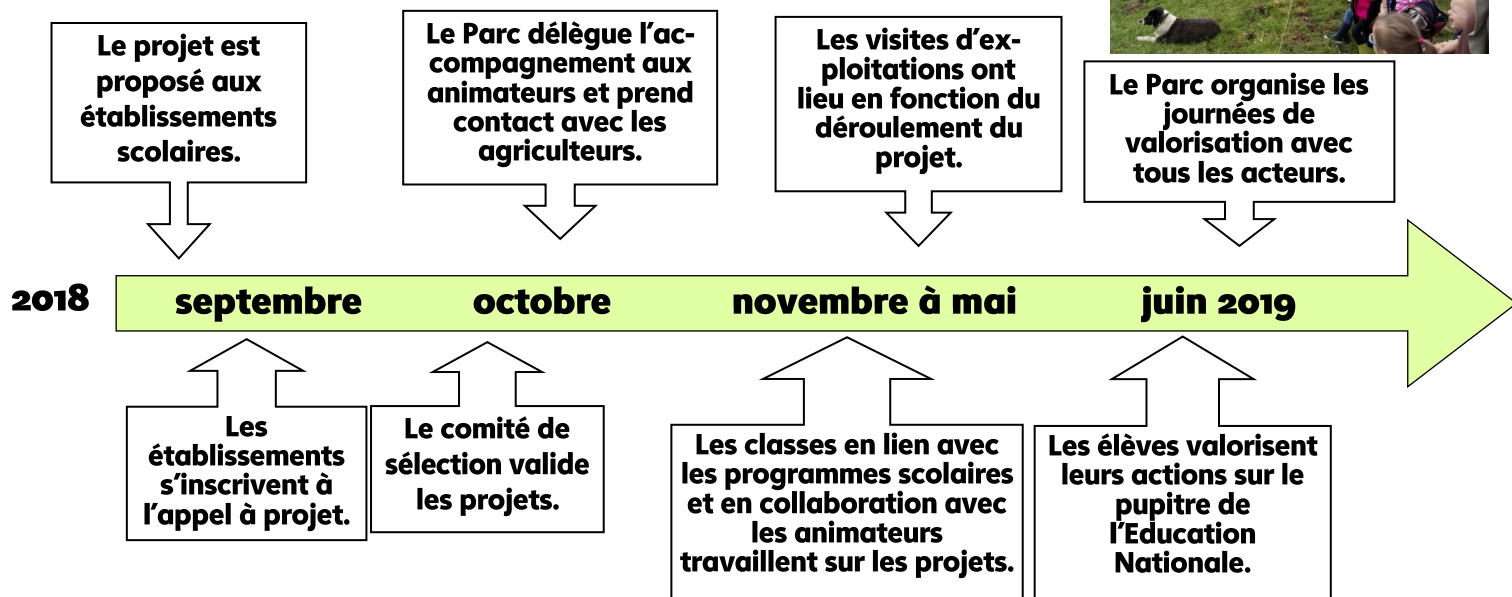 Le projet est
proposé aux
établissements
scolaires.
Le Parc délègue l'ac-
compagnement aux
animateurs et prend
contact avec les
agriculteurs.
Les visites d'ex-
ploitations ont
lieu en fonction du
déroulement du
projet.
Le Parc organise les
journées de
valorisation avec
tous les acteurs.
2018 septembre octobre novembre à mai juin 2019
Les
établissements
s'inscrivent à
l'appel à projet.
Le comité de
sélection valide
les projets.
Les classes en lien avec
les programmes scolaires
et en collaboration avec
les animateurs
travaillent sur les projets.
Les élèves valorisent
leurs actions sur le
pupitre de
l'Education
Nationale.